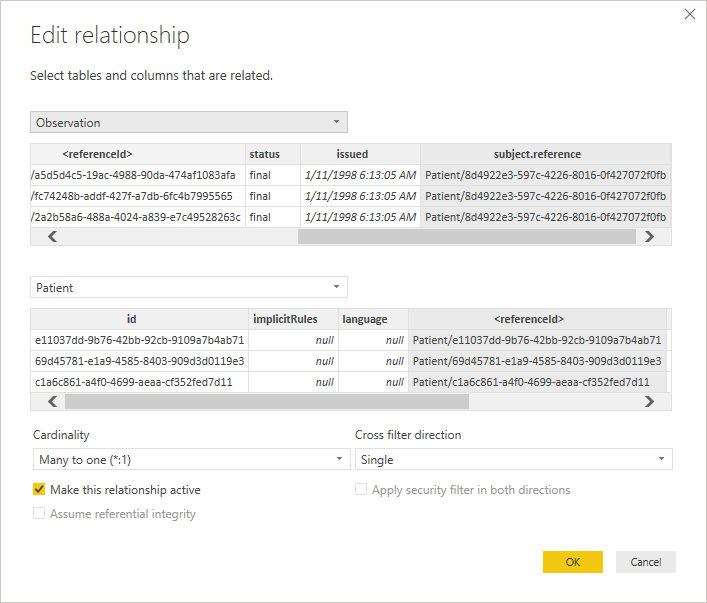 Edit relationship
Select tables and columns that are related.
Observation
<referenceId> status issued subject.reference
/a5d5d4c5-19ac-4988-90da-474af1083afa final 1/11/1998 6:13:05 AM Patient/8d4922e3-597c-4226-8016-0f427072f0fb
/fc74248b-addf-427f-a7db-6fc4b7995565 final 1/11/1998 6:13:05 AM Patient/8d4922e3-597c-4226-8016-0f427072f0fb
/2a2b58a6-488a-4024-a839-e7c49528263c final 1/11/1998 6:13:05 AM Patient/8d4922e3-597c-4226-8016-0f427072f0fb
Patient
id implicitRules language <referenceId>
e11037dd-9b76-42bb-92cb-9109a7b4ab71 null null Patient/e11037dd-9b76-42bb-92cb-9109a7b4ab71
69d45781-e1a9-4585-8403-909d3d0119e3 null null Patient/69d45781-e1a9-4585-8403-909d3d0119e3
c1a6c861-a4f0-4699-aeaa-cf352fed7d11 null null Patient/c1a6c861-a4f0-4699-aeaa-cf352fed7d11
Cardinality Cross filter direction
Many to one (*:1) Single
Make this relationship active Apply security filter in both directions
Assume referential integrity
OK Cancel